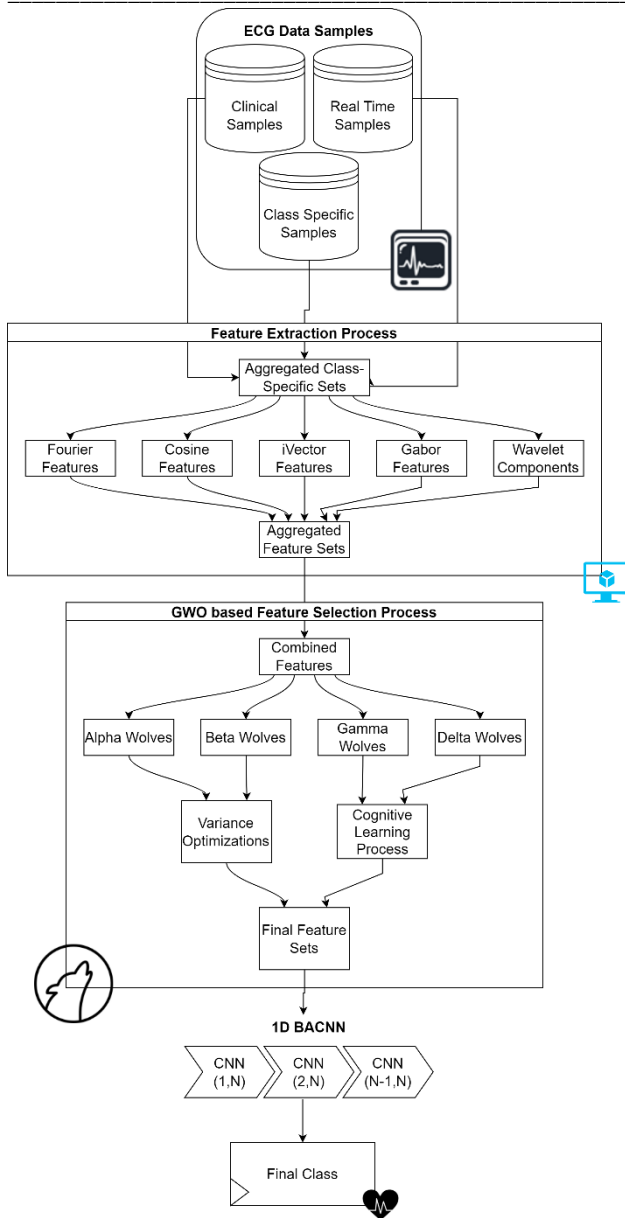 ECG Data Samples
Clinical
Samples
Real Time
Samples
Class Specific
Samples
Feature Extraction Process
Aggregated Class-
Specific Sets
Fourier
Features
Cosine
Features
iVector
Features
Gabor
Features
Wavelet
Components
Aggregated
Feature Sets
GWO based Feature Selection Process
Combined
Features
Alpha Wolves
Beta Wolves
Gamma
Wolves
Delta Wolves
Variance
Optimizations
Cognitive
Learning
Process
Final Feature
Sets
1D BACNN
CNN
(1,N)
CNN
(2,N)
CNN
(N-1,N)
Final Class